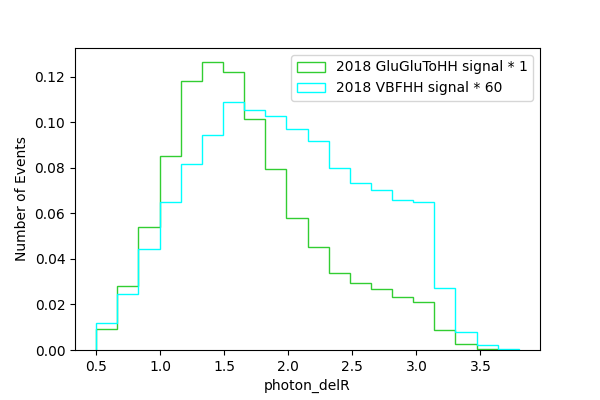 2018 GluGluToHH signal * 1
2018 VBFHH signal * 60
Number of Events
0.12
0.10
0.08
0.06
0.04
0.02
0.00
0.5 1.0 1.5 2.0 2.5 3.0 3.5
photon_delR